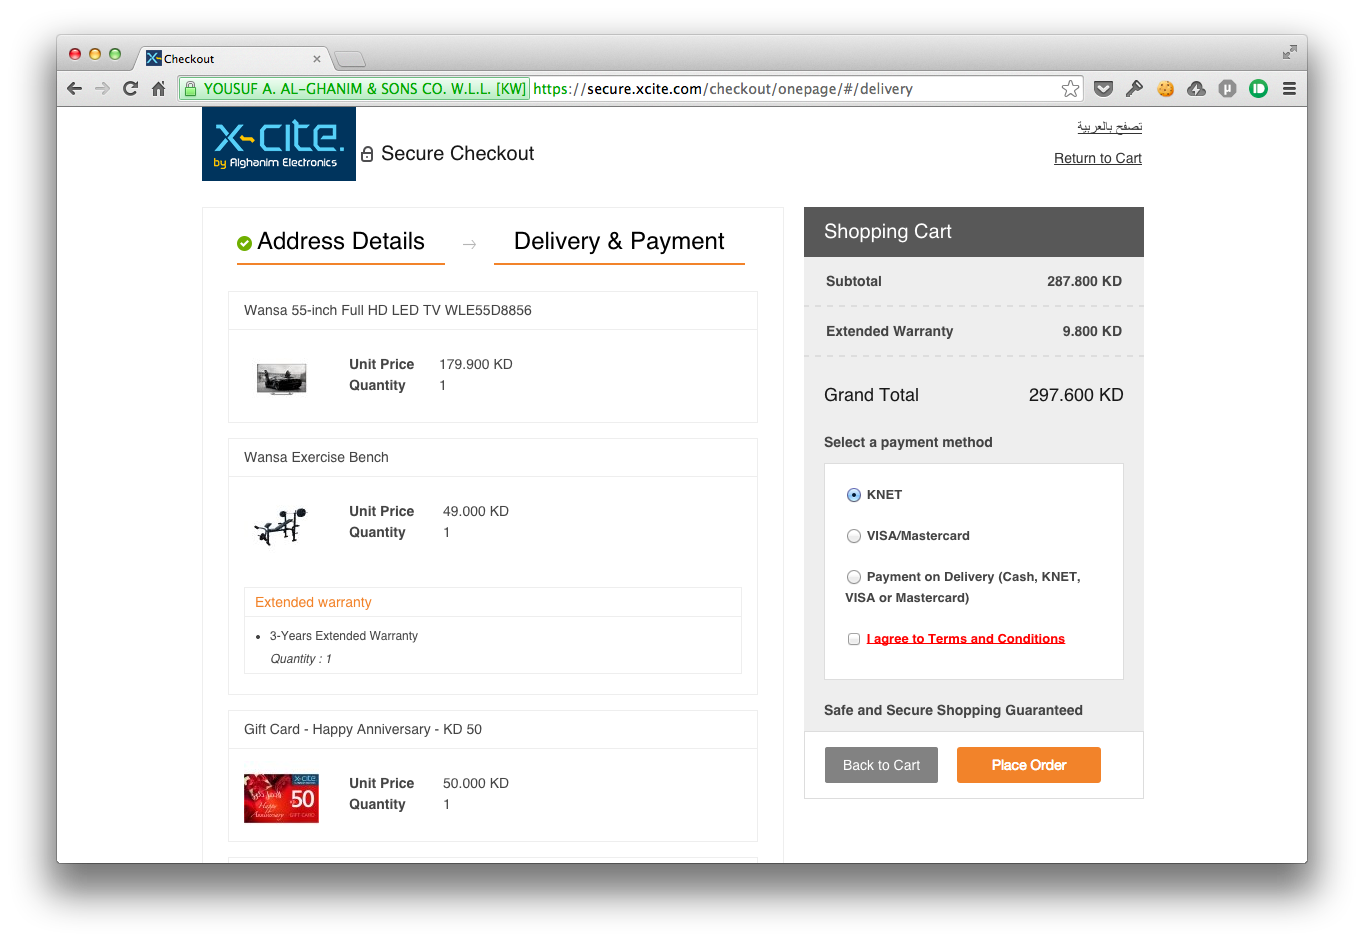 Checkout
YOUSUF A. AL-GHANIM & SONS CO. W.L.L. [KW] https://secure.xcite.com/checkout/onepage/#/delivery
x-cite.
by Alghanim Electronics
Secure Checkout
تصفح بالعربية
Return to Cart
Address Details → Delivery & Payment
Wansa 55-inch Full HD LED TV WLE55D8856
Unit Price 179.900 KD
Quantity 1
Wansa Exercise Bench
Unit Price 49.000 KD
Quantity 1
Extended warranty
• 3-Years Extended Warranty
Quantity : 1
Gift Card - Happy Anniversary - KD 50
x-cite
50
Happy
Anniversary
GIFT CARD
Unit Price 50.000 KD
Quantity 1
Shopping Cart
Subtotal 287.800 KD
Extended Warranty 9.800 KD
Grand Total 297.600 KD
Select a payment method
KNET
VISA/Mastercard
Payment on Delivery (Cash, KNET,
VISA or Mastercard)
I agree to Terms and Conditions
Safe and Secure Shopping Guaranteed
Back to Cart
Place Order